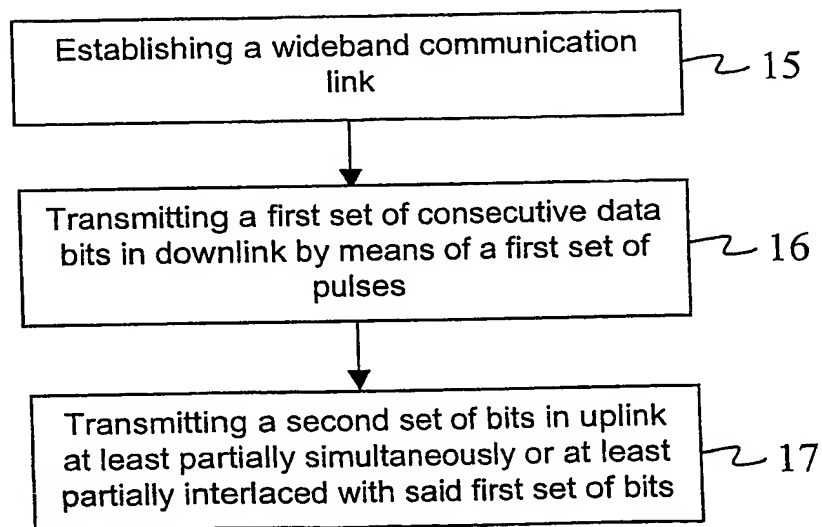 Establishing a wideband communication
link
15
Transmitting a first set of consecutive data
bits in downlink by means of a first set of
pulses
16
Transmitting a second set of bits in uplink
at least partially simultaneously or at least
partially interlaced with said first set of bits
17